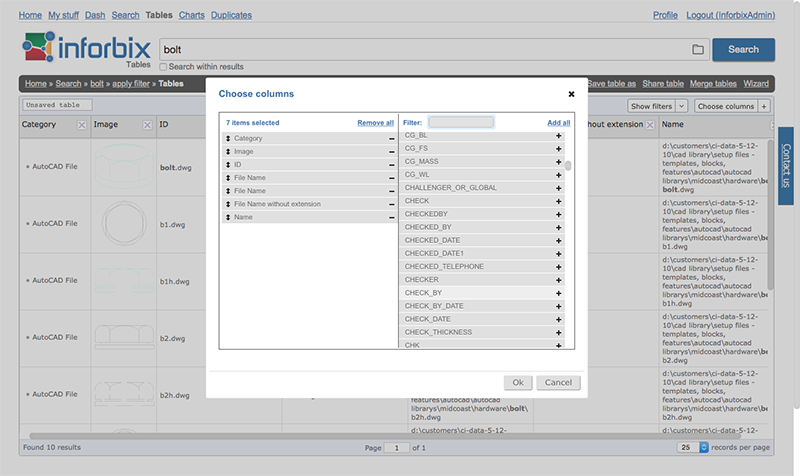 Home My stuff Dash Search Tables Charts Duplicates
Profile Logout (inforbixAdmin)
inforbix
Tables
bolt
Search
Search within results
Home » Search » bolt » apply filter » Tables
Save table as Share table Merge tables Wizard
Unsaved table
Show filters
Choose columns +
Category
Image
ID
hout extension
Name
Choose columns
7 items selected
Remove all
Category
Image
ID
File Name
File Name
File Name without extension
Name
Filter:
Add all
CG_BL
CG_FS
CG_MASS
CG_WL
CHALLENGER_OR_GLOBAL
CHECK
CHECKEDBY
CHECKED_BY
CHECKED_DATE
CHECKED_DATE1
CHECKED_TELEPHONE
CHECKER
CHECK_BY
CHECK_BY_DATE
CHECK_DATE
CHECK_THICKNESS
CHK
Ok
Cancel
AutoCAD File
bolt.dwg
d:\customers\ci-data-5-12-
10\cad library\setup files -
templates, blocks,
features\autocad\autocad
librarys\midcoast\hardware\b
bolt.dwg
AutoCAD File
b1.dwg
d:\customers\ci-data-5-12-
10\cad library\setup files -
templates, blocks,
features\autocad\autocad
librarys\midcoast\hardware\b
b1.dwg
AutoCAD File
b1h.dwg
d:\customers\ci-data-5-12-
10\cad library\setup files -
templates, blocks,
features\autocad\autocad
librarys\midcoast\hardware\b
b1h.dwg
AutoCAD File
b2.dwg
d:\customers\ci-data-5-12-
10\cad library\setup files -
templates, blocks,
features\autocad\autocad
librarys\midcoast\hardware\b
b2.dwg
AutoCAD File
b2h.dwg
features\autocad\autocad
librarys\midcoast\hardware\bolt\
b2h.dwg
d:\customers\ci-data-5-12-
10\cad library\setup files -
templates, blocks,
features\autocad\autocad
librarys\midcoast\hardware\b
b2h.dwg
d:\customers\ci-data-5-12-
d:\customers\ci-data-5-12-
Contact us
Found 10 results
Page 1 of 1
25 records per page